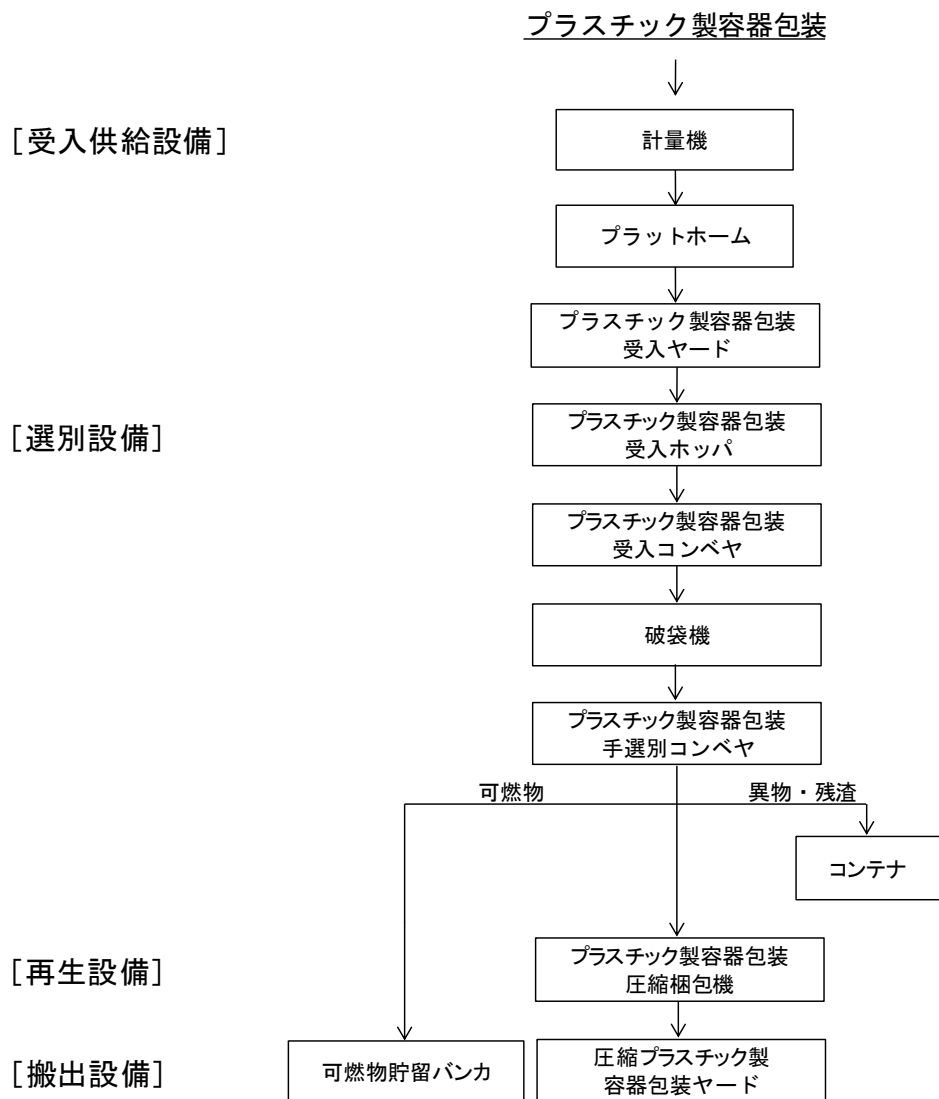 プラスチック製容器包装
［受入供給設備］
計量機
プラットホーム
プラスチック製容器包装
受入ヤード
［選別設備］
プラスチック製容器包装
受入ホッパ
プラスチック製容器包装
受入コンベヤ
破袋機
プラスチック製容器包装
手選別コンベヤ
可燃物
異物・残渣
コンテナ
［再生設備］
プラスチック製容器包装
圧縮梱包機
［搬出設備］
可燃物貯留バンカ
圧縮プラスチック製
容器包装ヤード